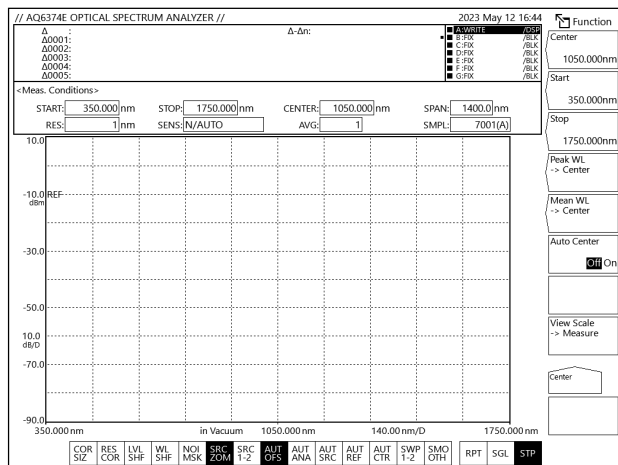 // AQ6374E OPTICAL SPECTRUM ANALYZER // 2023 May 12 16:44
Δ :
Δ0001:
Δ0002:
Δ0003:
Δ0004:
Δ0005:
Δ-Δn:
A:WRITE /DSP
B:FIX /BLK
C:FIX /BLK
D:FIX /BLK
E:FIX /BLK
F:FIX /BLK
G:FIX /BLK
<Meas. Conditions>
START: 350.000 nm STOP: 1750.000 nm CENTER: 1050.000 nm SPAN: 1400.0 nm
RES: 1 nm SENS: N/AUTO AVG: 1 SMPL: 7001(A)
10.0
-10.0 REF
dBm
-30.0
-50.0
10.0
dB/D
-70.0
-90.0
350.000 nm in Vacuum 1050.000 nm 140.00 nm/D 1750.000 nm
COR SIZ
RES COR
LVL SHF
WL SHF
NOI MSK
SRC ZOM
SRC 1-2
AUT OFS
AUT ANA
AUT SRC
AUT REF
AUT CTR
SWP 1-2
SMO OTH
RPT
SGL
STP
Function
Center
1050.000nm
Start
350.000nm
Stop
1750.000nm
Peak WL
-> Center
Mean WL
-> Center
Auto Center
Off On
View Scale
-> Measure
Center